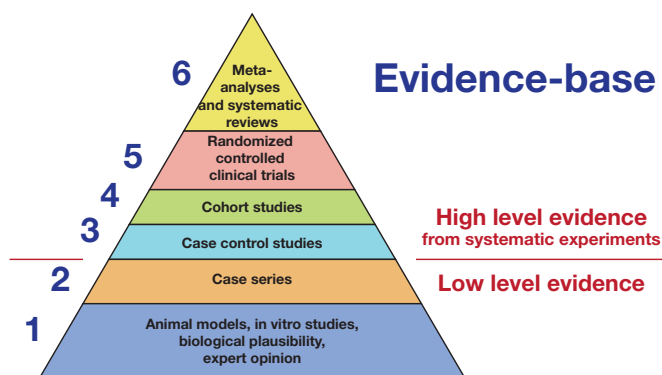 6
Meta-
analyses
and systematic
reviews
Evidence-base
5
Randomized
controlled
clinical trials
4
Cohort studies
3
Case control studies
High level evidence
from systematic experiments
2
Case series
Low level evidence
1
Animal models, in vitro studies,
biological plausibility,
expert opinion